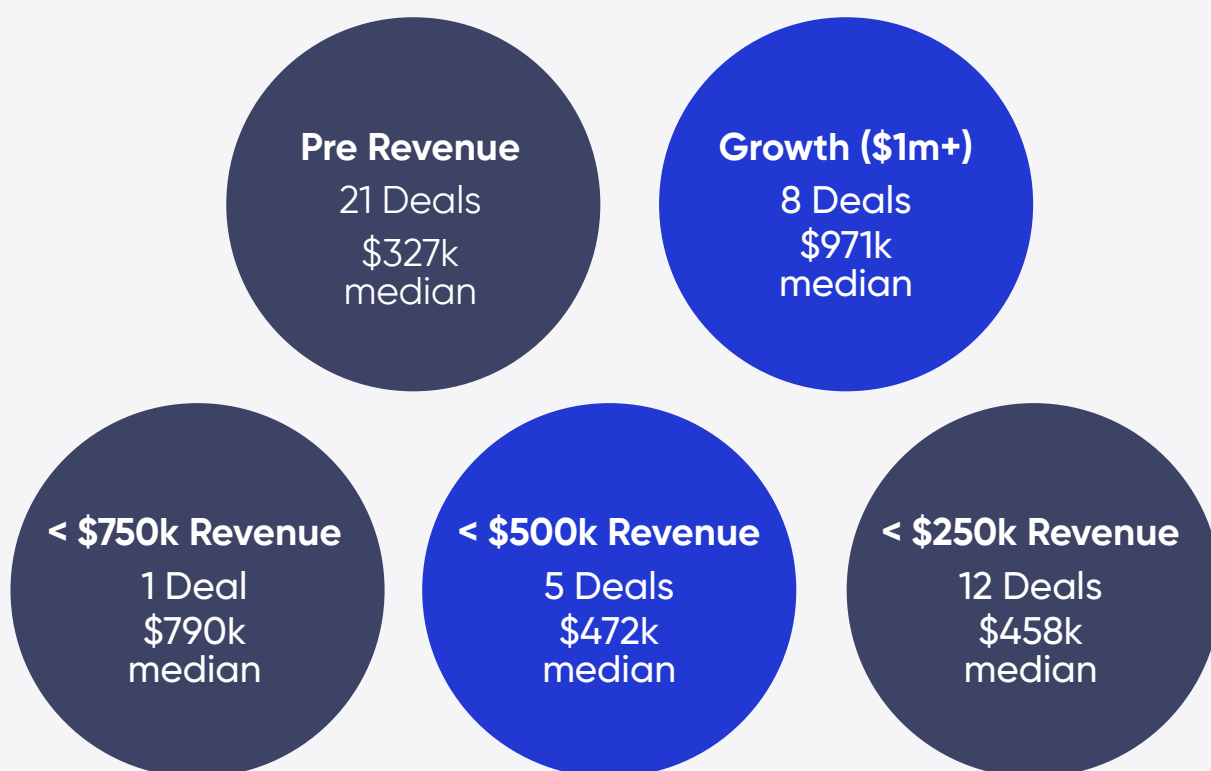 Pre Revenue
21 Deals
$327k
median
Growth ($1m+)
8 Deals
$971k
median
< $750k Revenue
1 Deal
$790k
median
< $500k Revenue
5 Deals
$472k
median
< $250k Revenue
12 Deals
$458k
median